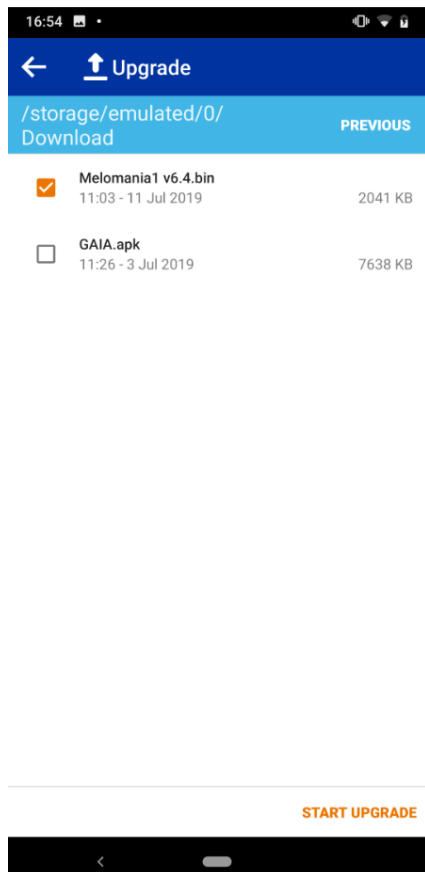 16:54
Upgrade
/storage/emulated/0/
Download
PREVIOUS
Melomania1 v6.4.bin
11:03 - 11 Jul 2019
2041 KB
GAIA.apk
11:26 - 3 Jul 2019
7638 KB
START UPGRADE